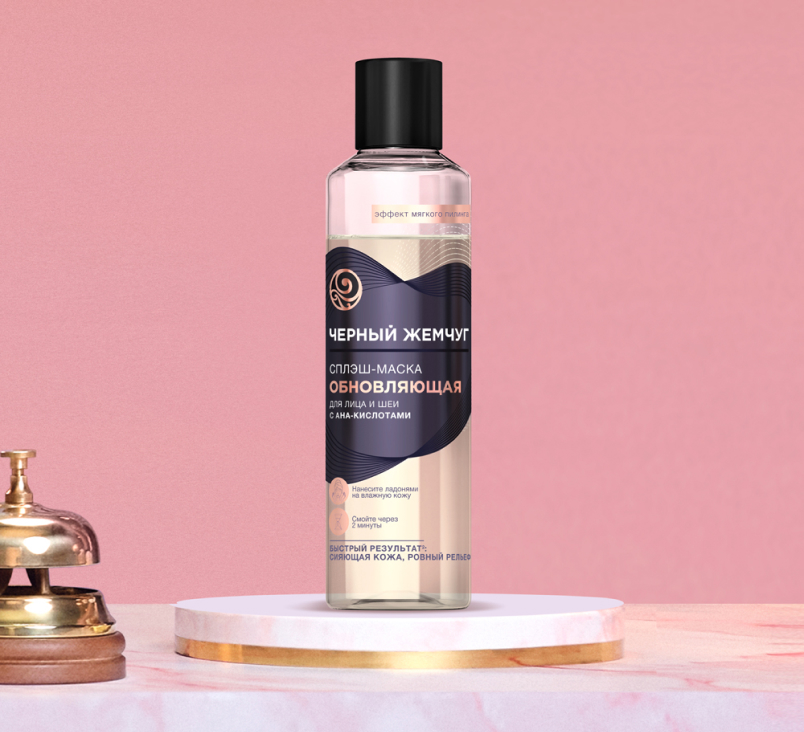 эффект мягкого пилинга
ЧЕРНЫЙ ЖЕМЧУГ
СПЛЭШ-МАСКА
ОБНОВЛЯЮЩАЯ
ДЛЯ ЛИЦА И ШЕИ
С АНА-КИСЛОТАМИ
Нанесите ладонями
на влажную кожу
Смойте через
2 минуты
БЫСТРЫЙ РЕЗУЛЬТАТ:
СИЯЮЩАЯ КОЖА, РОВНЫЙ РЕЛЬЕФ